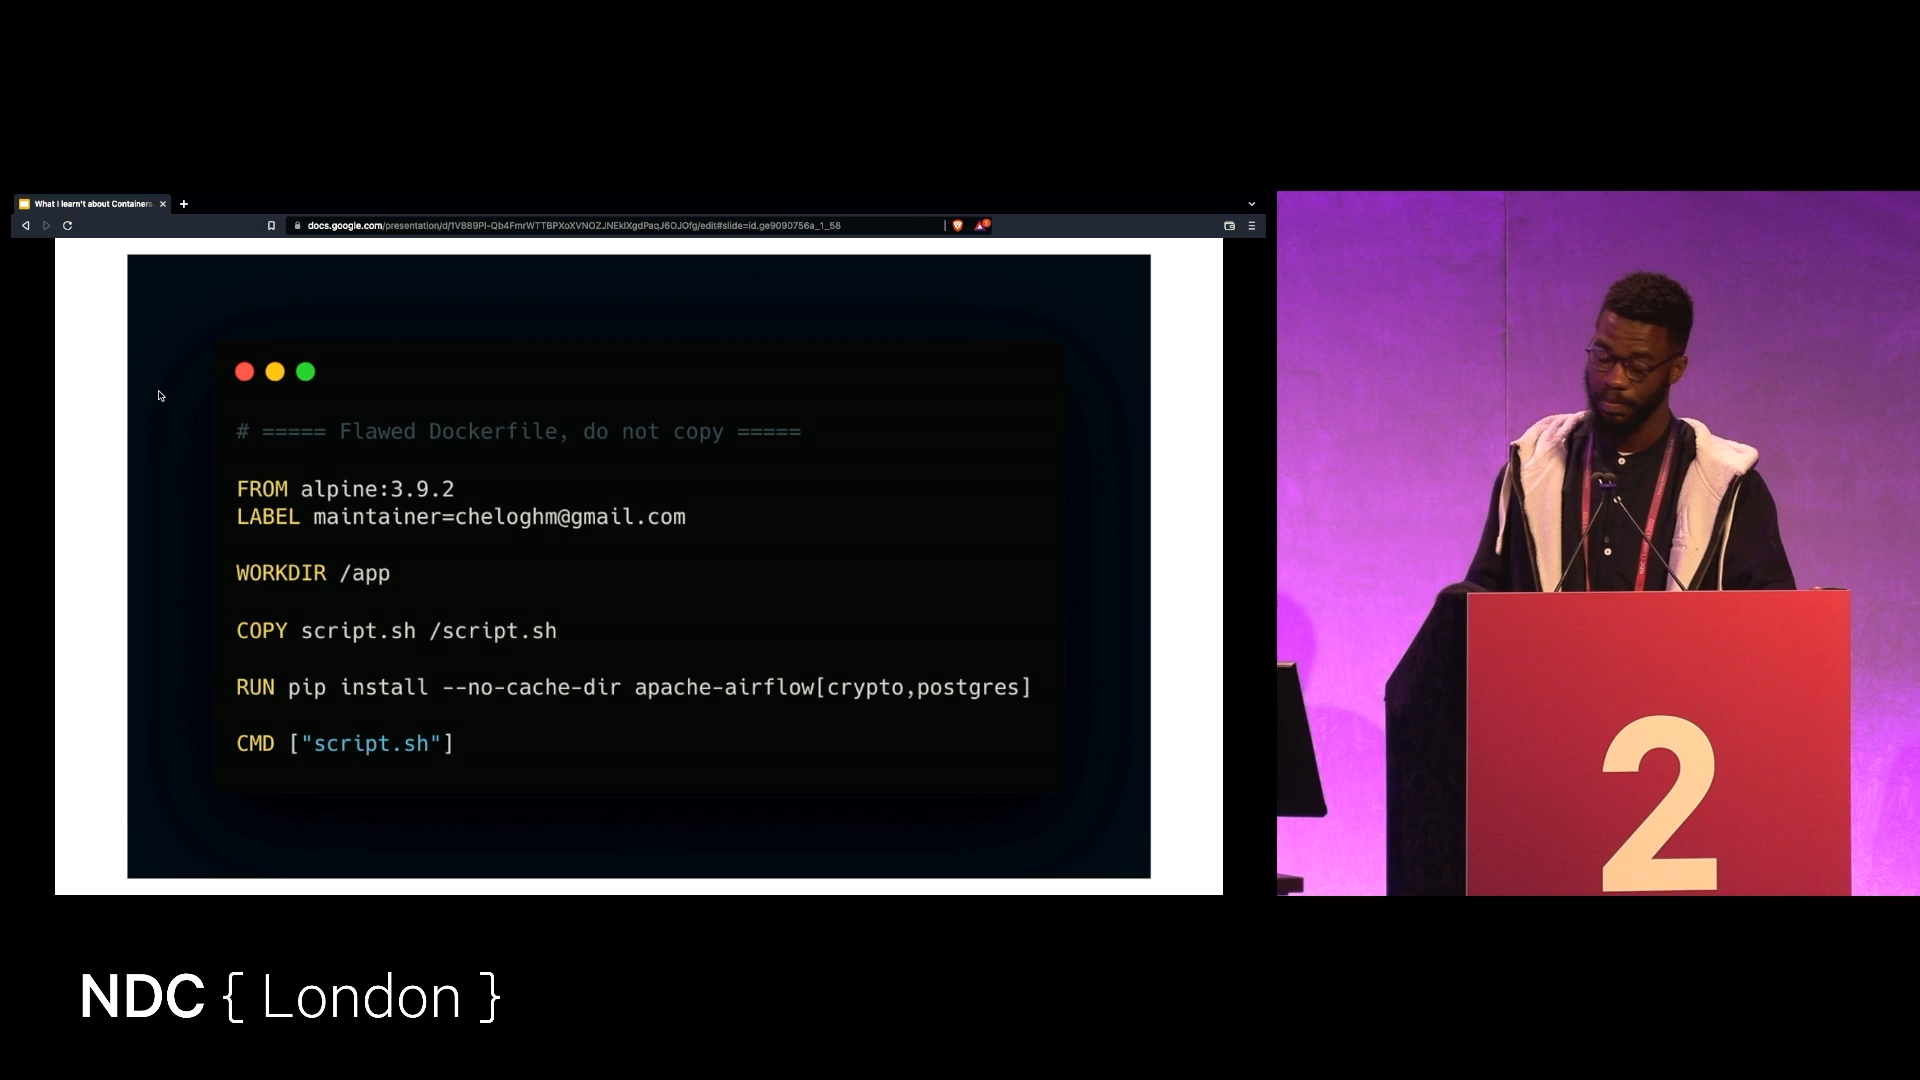 What I learn't about Containers
docs.google.com/presentation/d/1V889PI-Qb4FmrWTTBPXoXVNOZJNEkIXgdPaqJ6OJOfg/edit#slide=id.ge9090756a_1_58
# ===== Flawed Dockerfile, do not copy =====
FROM alpine:3.9.2
LABEL maintainer=cheloghm@gmail.com
WORKDIR /app
COPY script.sh /script.sh
RUN pip install --no-cache-dir apache-airflow[crypto,postgres]
CMD ["script.sh"]
2
NDC { London }